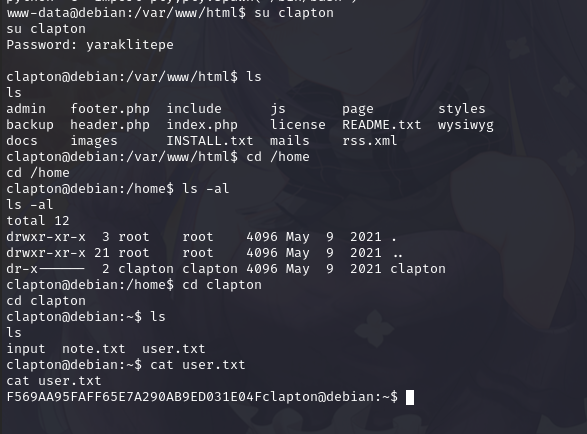 www-data@debian:/var/www/html$ su clapton
su clapton
Password: yaraklitepe
clapton@debian:/var/www/html$ ls
ls
admin footer.php include js page styles
backup header.php index.php license README.txt wysiwyg
docs images INSTALL.txt mails rss.xml
clapton@debian:/var/www/html$ cd /home
cd /home
clapton@debian:/home$ ls -al
ls -al
total 12
drwxr-xr-x 3 root root 4096 May 9 2021 .
drwxr-xr-x 21 root root 4096 May 9 2021 ..
dr-x------ 2 clapton clapton 4096 May 9 2021 clapton
clapton@debian:/home$ cd clapton
cd clapton
clapton@debian:~$ ls
ls
input note.txt user.txt
clapton@debian:~$ cat user.txt
cat user.txt
F569AA95FAFF65E7A290AB9ED031E04Fclapton@debian:~$